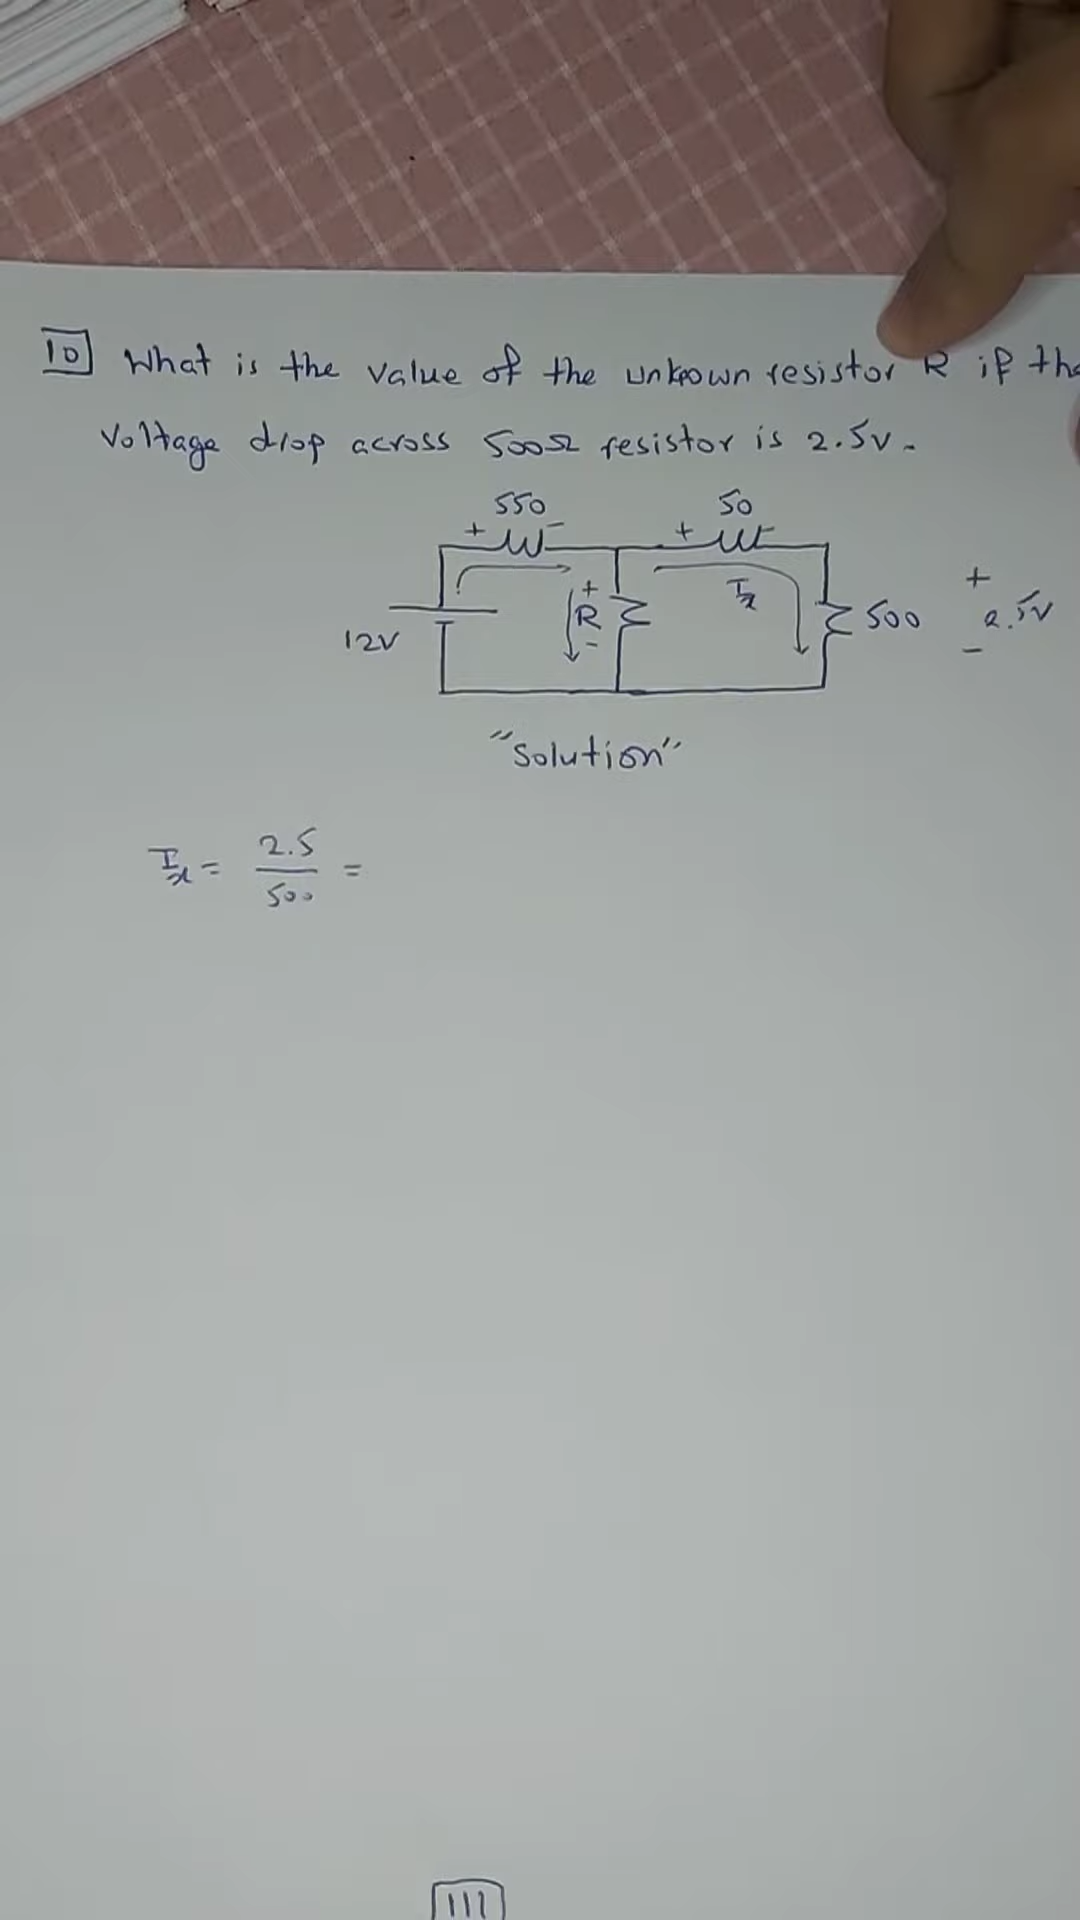 10 What is the value of the unknown resistor R if the
voltage drop across 500Ω resistor is 2.5v.
550 50
+ - + -
12V + R - Ix 500 + 2.5V -
"Solution"
Ix = 2.5/500 =
111